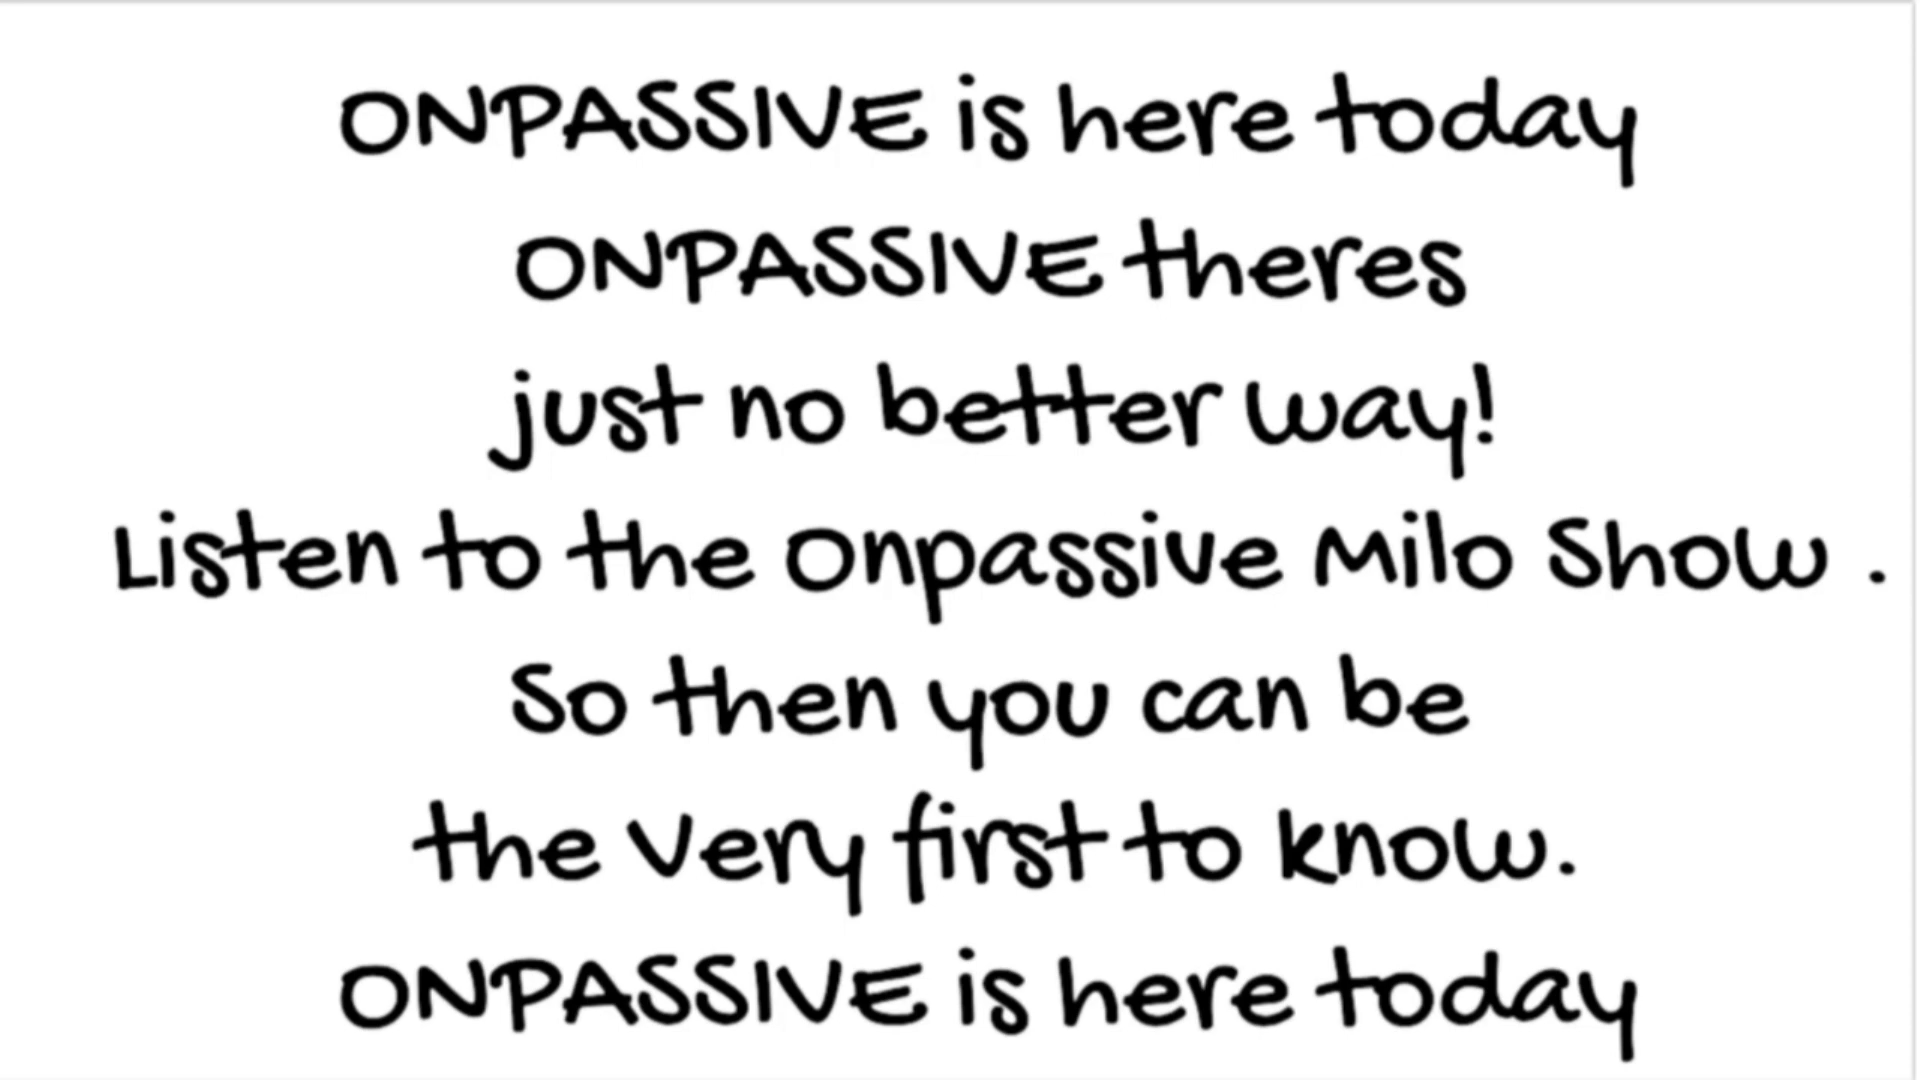 ONPASSIVE is here today
ONPASSIVE theres
just no better way!
Listen to the Onpassive Milo Show .
So then you can be
the very first to know.
ONPASSIVE is here today